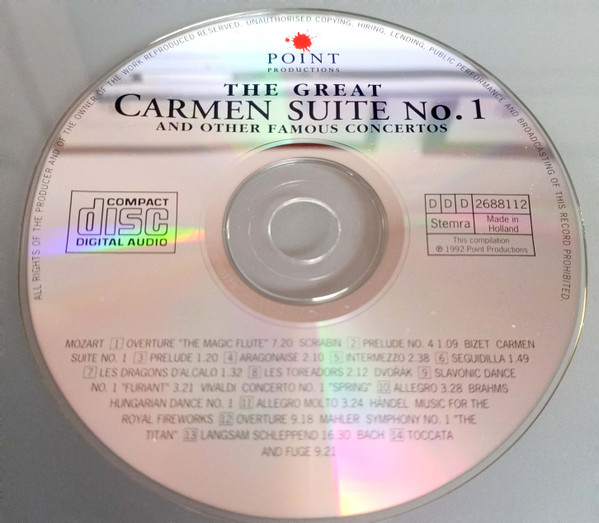 ALL RIGHTS OF THE PRODUCER AND OF THE OWNER OF THE WORK REPRODUCED RESERVED. UNAUTHORISED COPYING, HIRING, LENDING, PUBLIC PERFORMANCE AND BROADCASTING OF THIS RECORD PROHIBITED.
POINT
PRODUCTIONS
THE GREAT
CARMEN SUITE No. 1
AND OTHER FAMOUS CONCERTOS
COMPACT
disc
DIGITAL AUDIO
D D D 2688112
Stemra Made in Holland
This compilation
℗ 1992 Point Productions
MOZART 1 OVERTURE "THE MAGIC FLUTE" 7.20 SCRIABIN 2 PRELUDE NO. 4 1.09 BIZET CARMEN
SUITE NO. 1 3 PRELUDE 1.20 4 ARAGONAISE 2.10 5 INTERMEZZO 2.38 6 SEGUIDILLA 1.49
7 LES DRAGONS D'ALCALO 1.32 8 LES TOREADORS 2.12 DVOŘÁK 9 SLAVONIC DANCE
NO. 1 "FURIANT" 3.21 VIVALDI CONCERTO NO. 1 "SPRING" 10 ALLEGRO 3.28 BRAHMS
HUNGARIAN DANCE NO. 1 11 ALLEGRO MOLTO 3.24 HANDEL MUSIC FOR THE
ROYAL FIREWORKS 12 OVERTURE 9.18 MAHLER SYMPHONY NO. 1 "THE
TITAN" 13 LANGSAM SCHLEPPEND 16.30 BACH 14 TOCCATA
AND FUGE 9.21